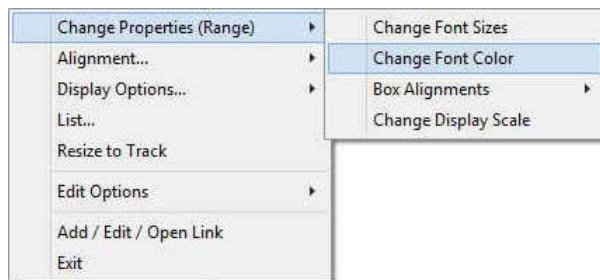 Change Properties (Range)
Alignment...
Display Options...
List...
Resize to Track
Edit Options
Add / Edit / Open Link
Exit
Change Font Sizes
Change Font Color
Box Alignments
Change Display Scale